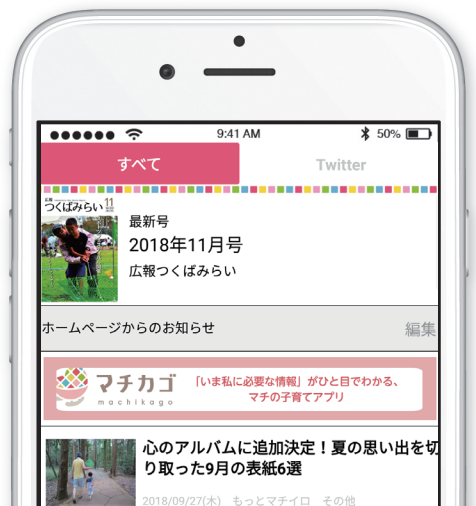 9:41 AM
50%
すべて
Twitter
広報
つくばみらい 11
最新号
2018年11月号
広報つくばみらい
ホームページからのお知らせ
編集
マチカゴ
machikago
「いま私に必要な情報」がひと目でわかる、
マチの子育てアプリ
心のアルバムに追加決定！夏の思い出を切
り取った9月の表紙6選
2018/09/27(木) もっとマチイロ その他